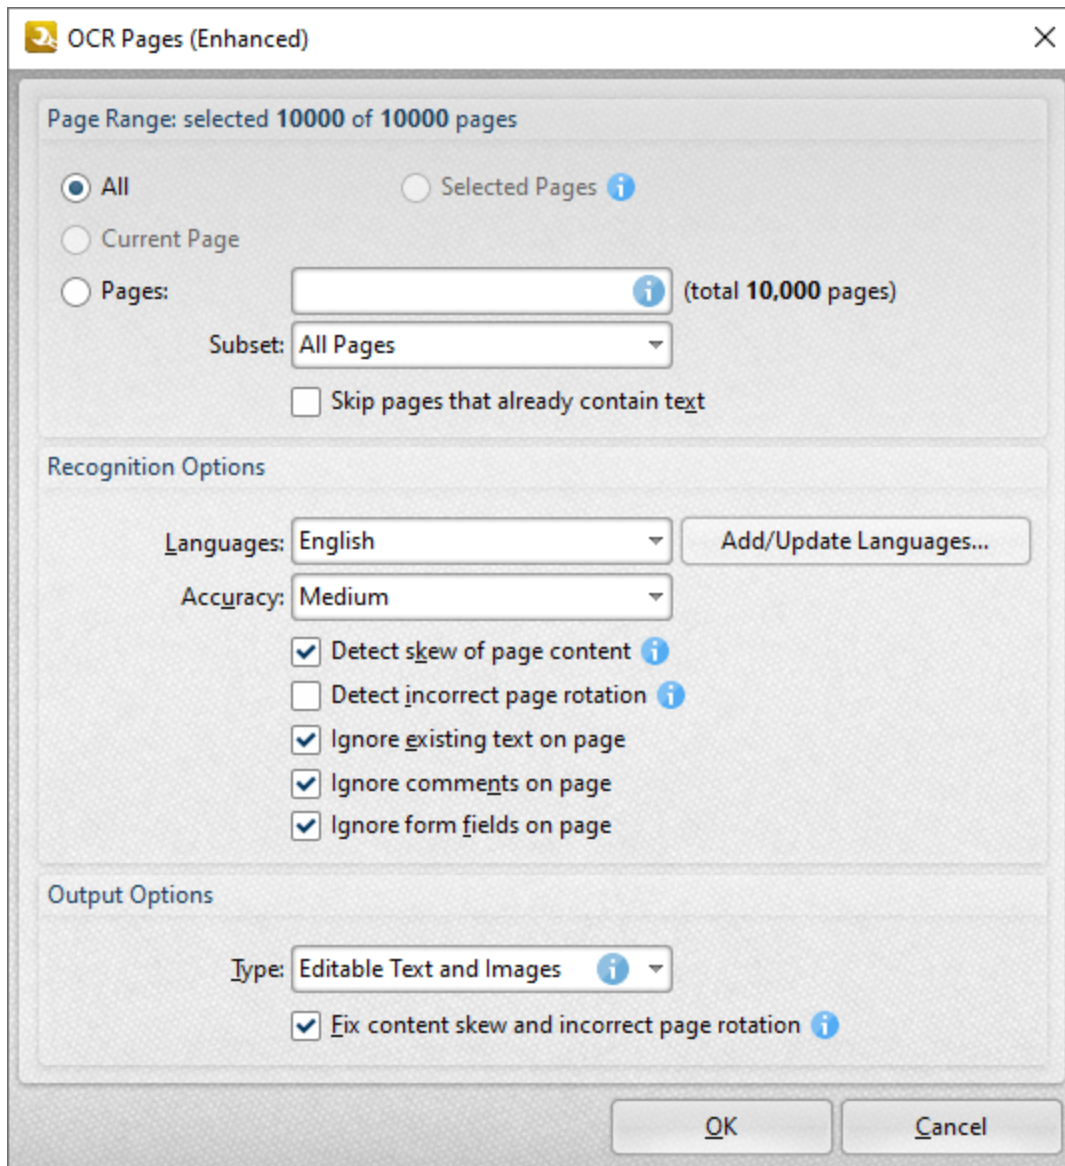 OCR Pages (Enhanced)
Page Range: selected 10000 of 10000 pages
All
Selected Pages
Current Page
Pages:
(total 10,000 pages)
Subset: All Pages
Skip pages that already contain text
Recognition Options
Languages: English
Add/Update Languages...
Accuracy: Medium
Detect skew of page content
Detect incorrect page rotation
Ignore existing text on page
Ignore comments on page
Ignore form fields on page
Output Options
Type: Editable Text and Images
Fix content skew and incorrect page rotation
OK
Cancel